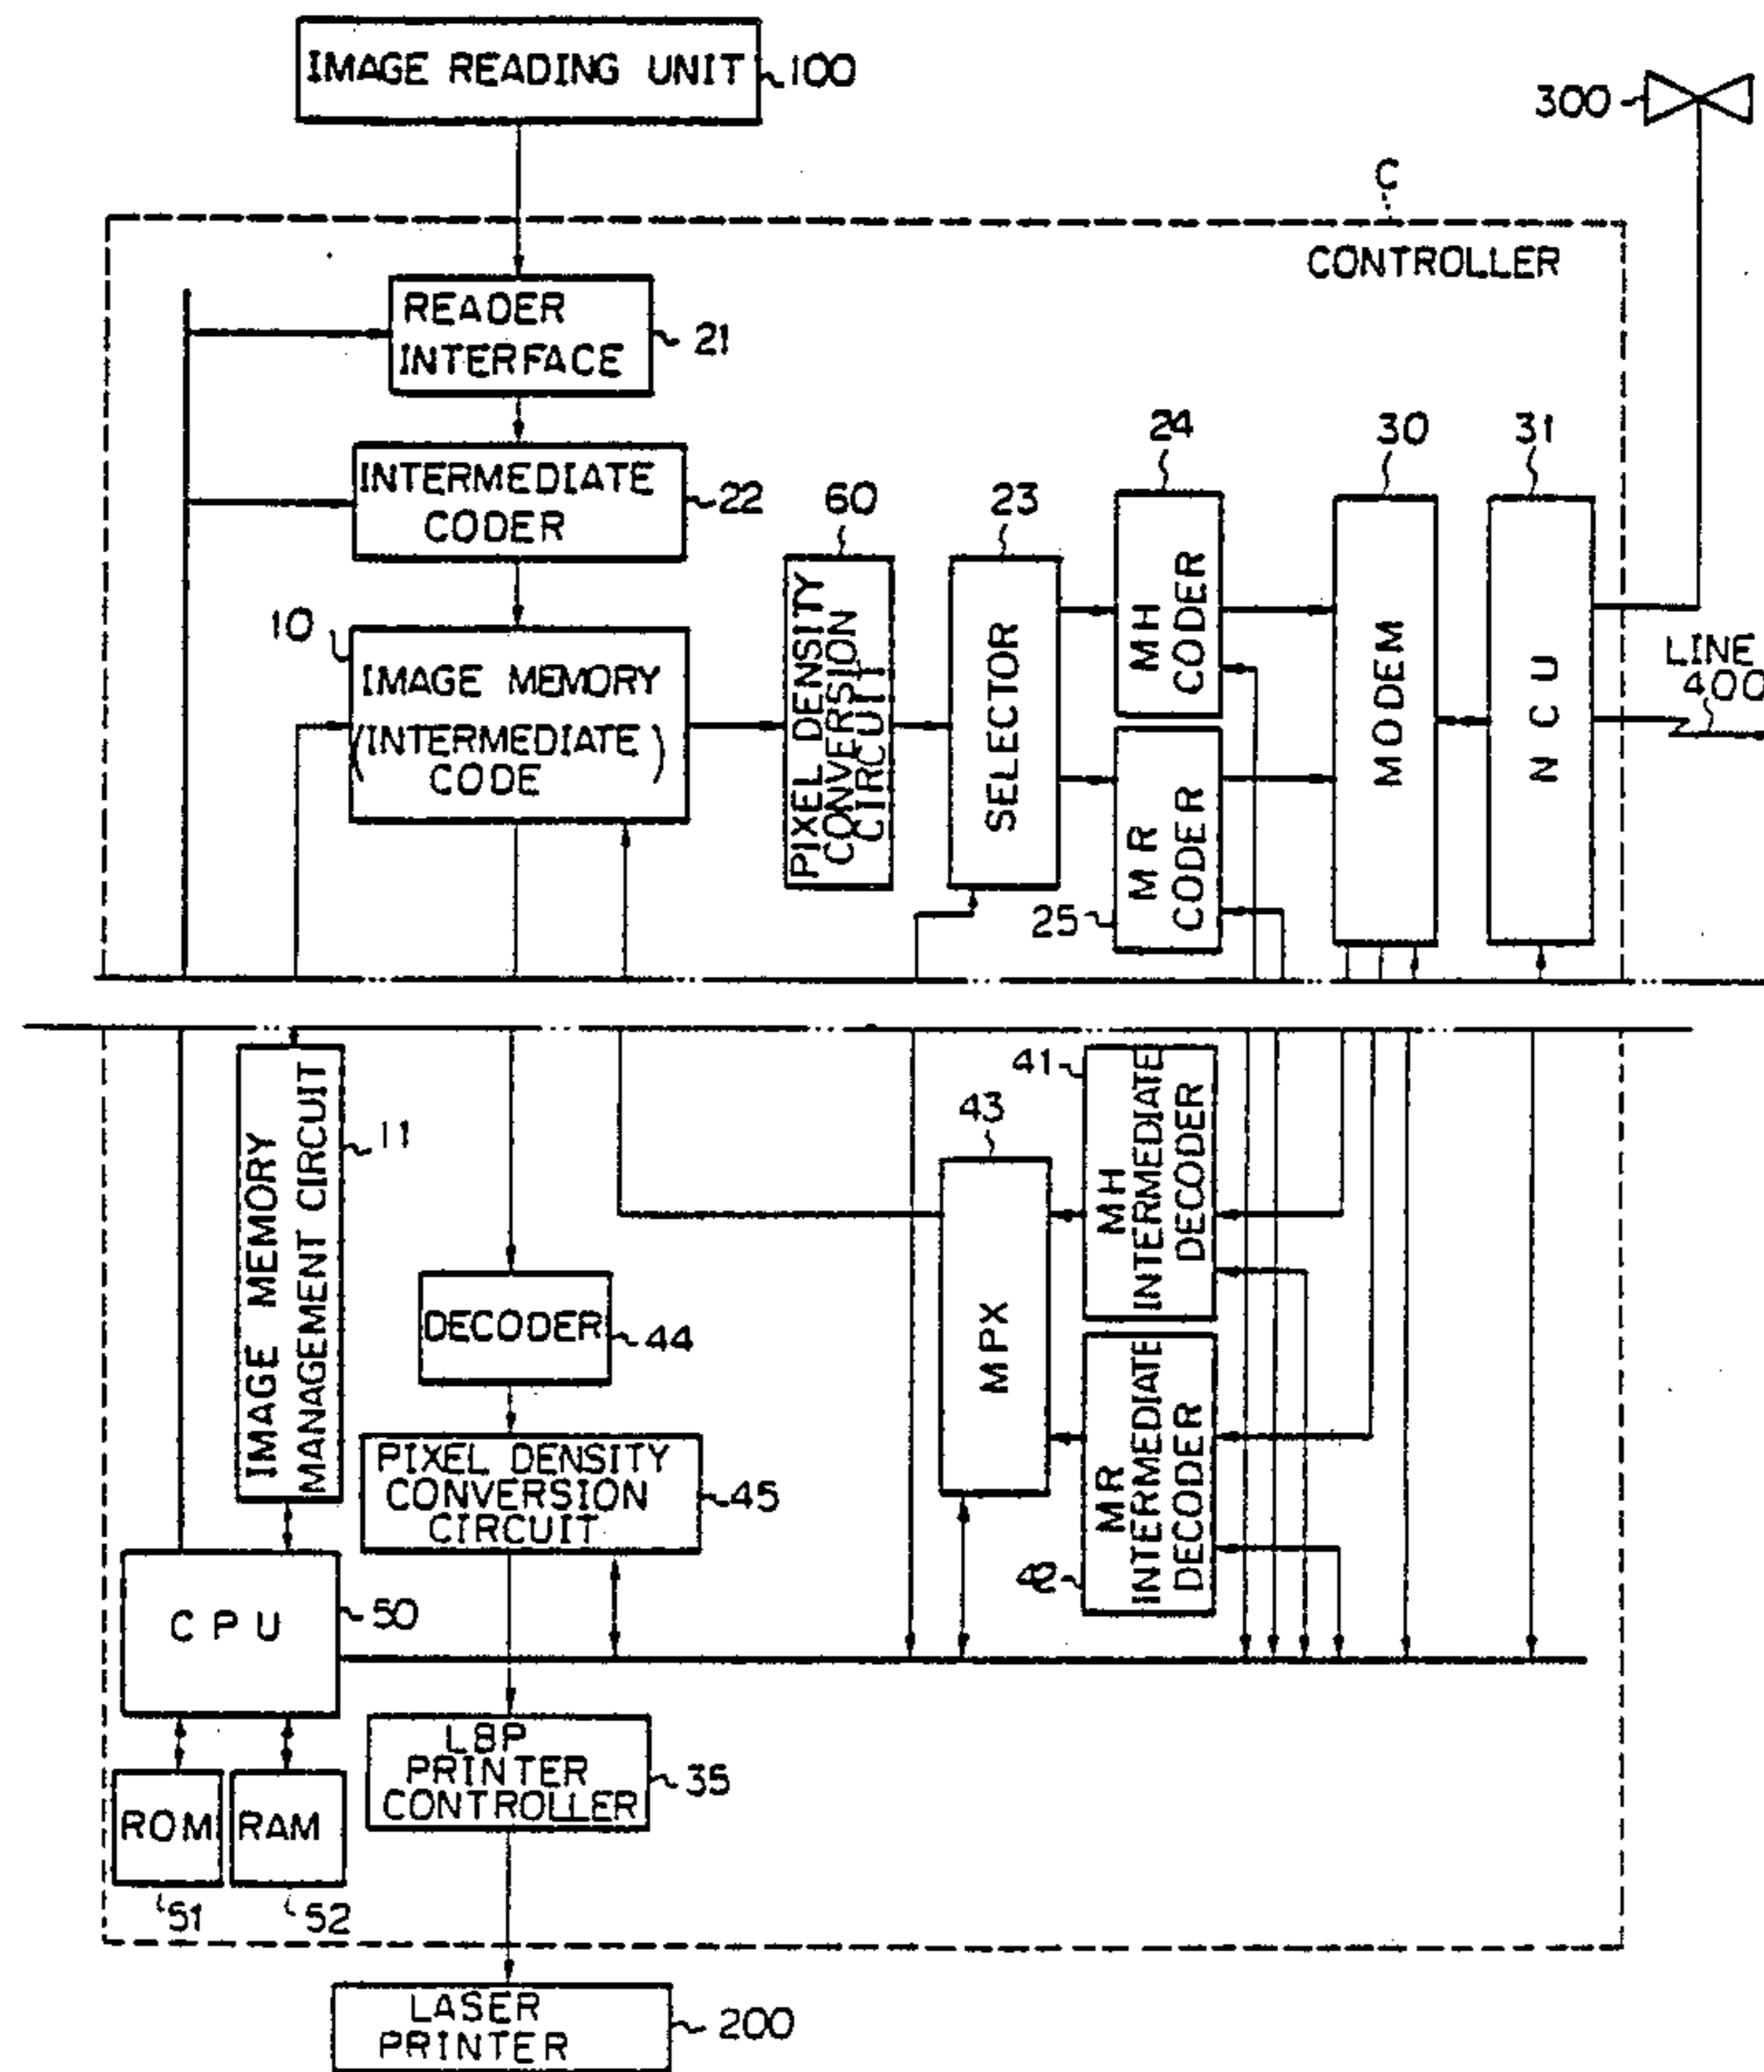 IMAGE READING UNIT
100
300
C
CONTROLLER
READER
INTERFACE
21
INTERMEDIATE
CODER
22
10
IMAGE MEMORY
(INTERMEDIATE)
CODE
60
PIXEL DENSITY
CONVERSION
CIRCUIT
23
SELECTOR
24
MH
CODER
MR
CODER
25
30
MODEM
31
NCU
LINE
400
IMAGE MEMORY
MANAGEMENT CIRCUIT
11
DECODER
44
PIXEL DENSITY
CONVERSION
CIRCUIT
45
43
MPX
41
MH
INTERMEDIATE
DECODER
MR
INTERMEDIATE
DECODER
42
CPU
50
ROM
51
RAM
52
LBP
PRINTER
CONTROLLER
35
LASER
PRINTER
200